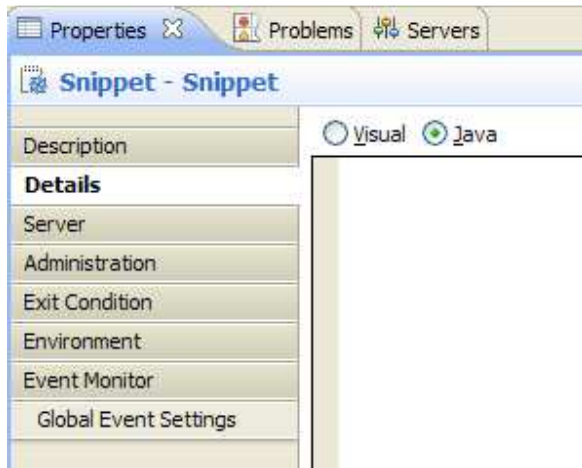 Properties Problems Servers
Snippet - Snippet
Visual Java
Description
Details
Server
Administration
Exit Condition
Environment
Event Monitor
Global Event Settings